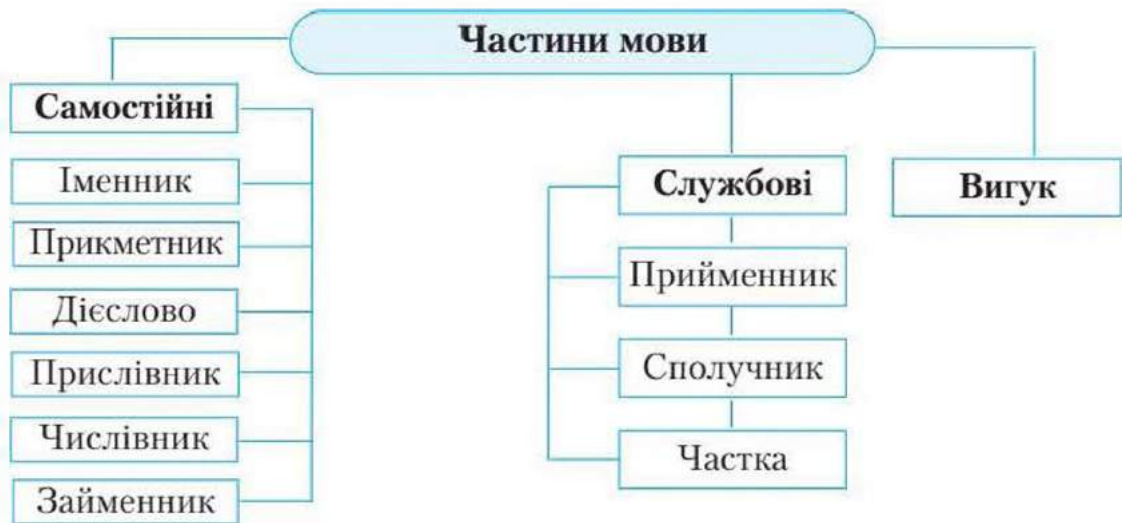 Частини мови
Самостійні
Іменник
Прикметник
Дієслово
Прислівник
Числівник
Займенник
Службові
Прийменник
Сполучник
Частка
Вигук